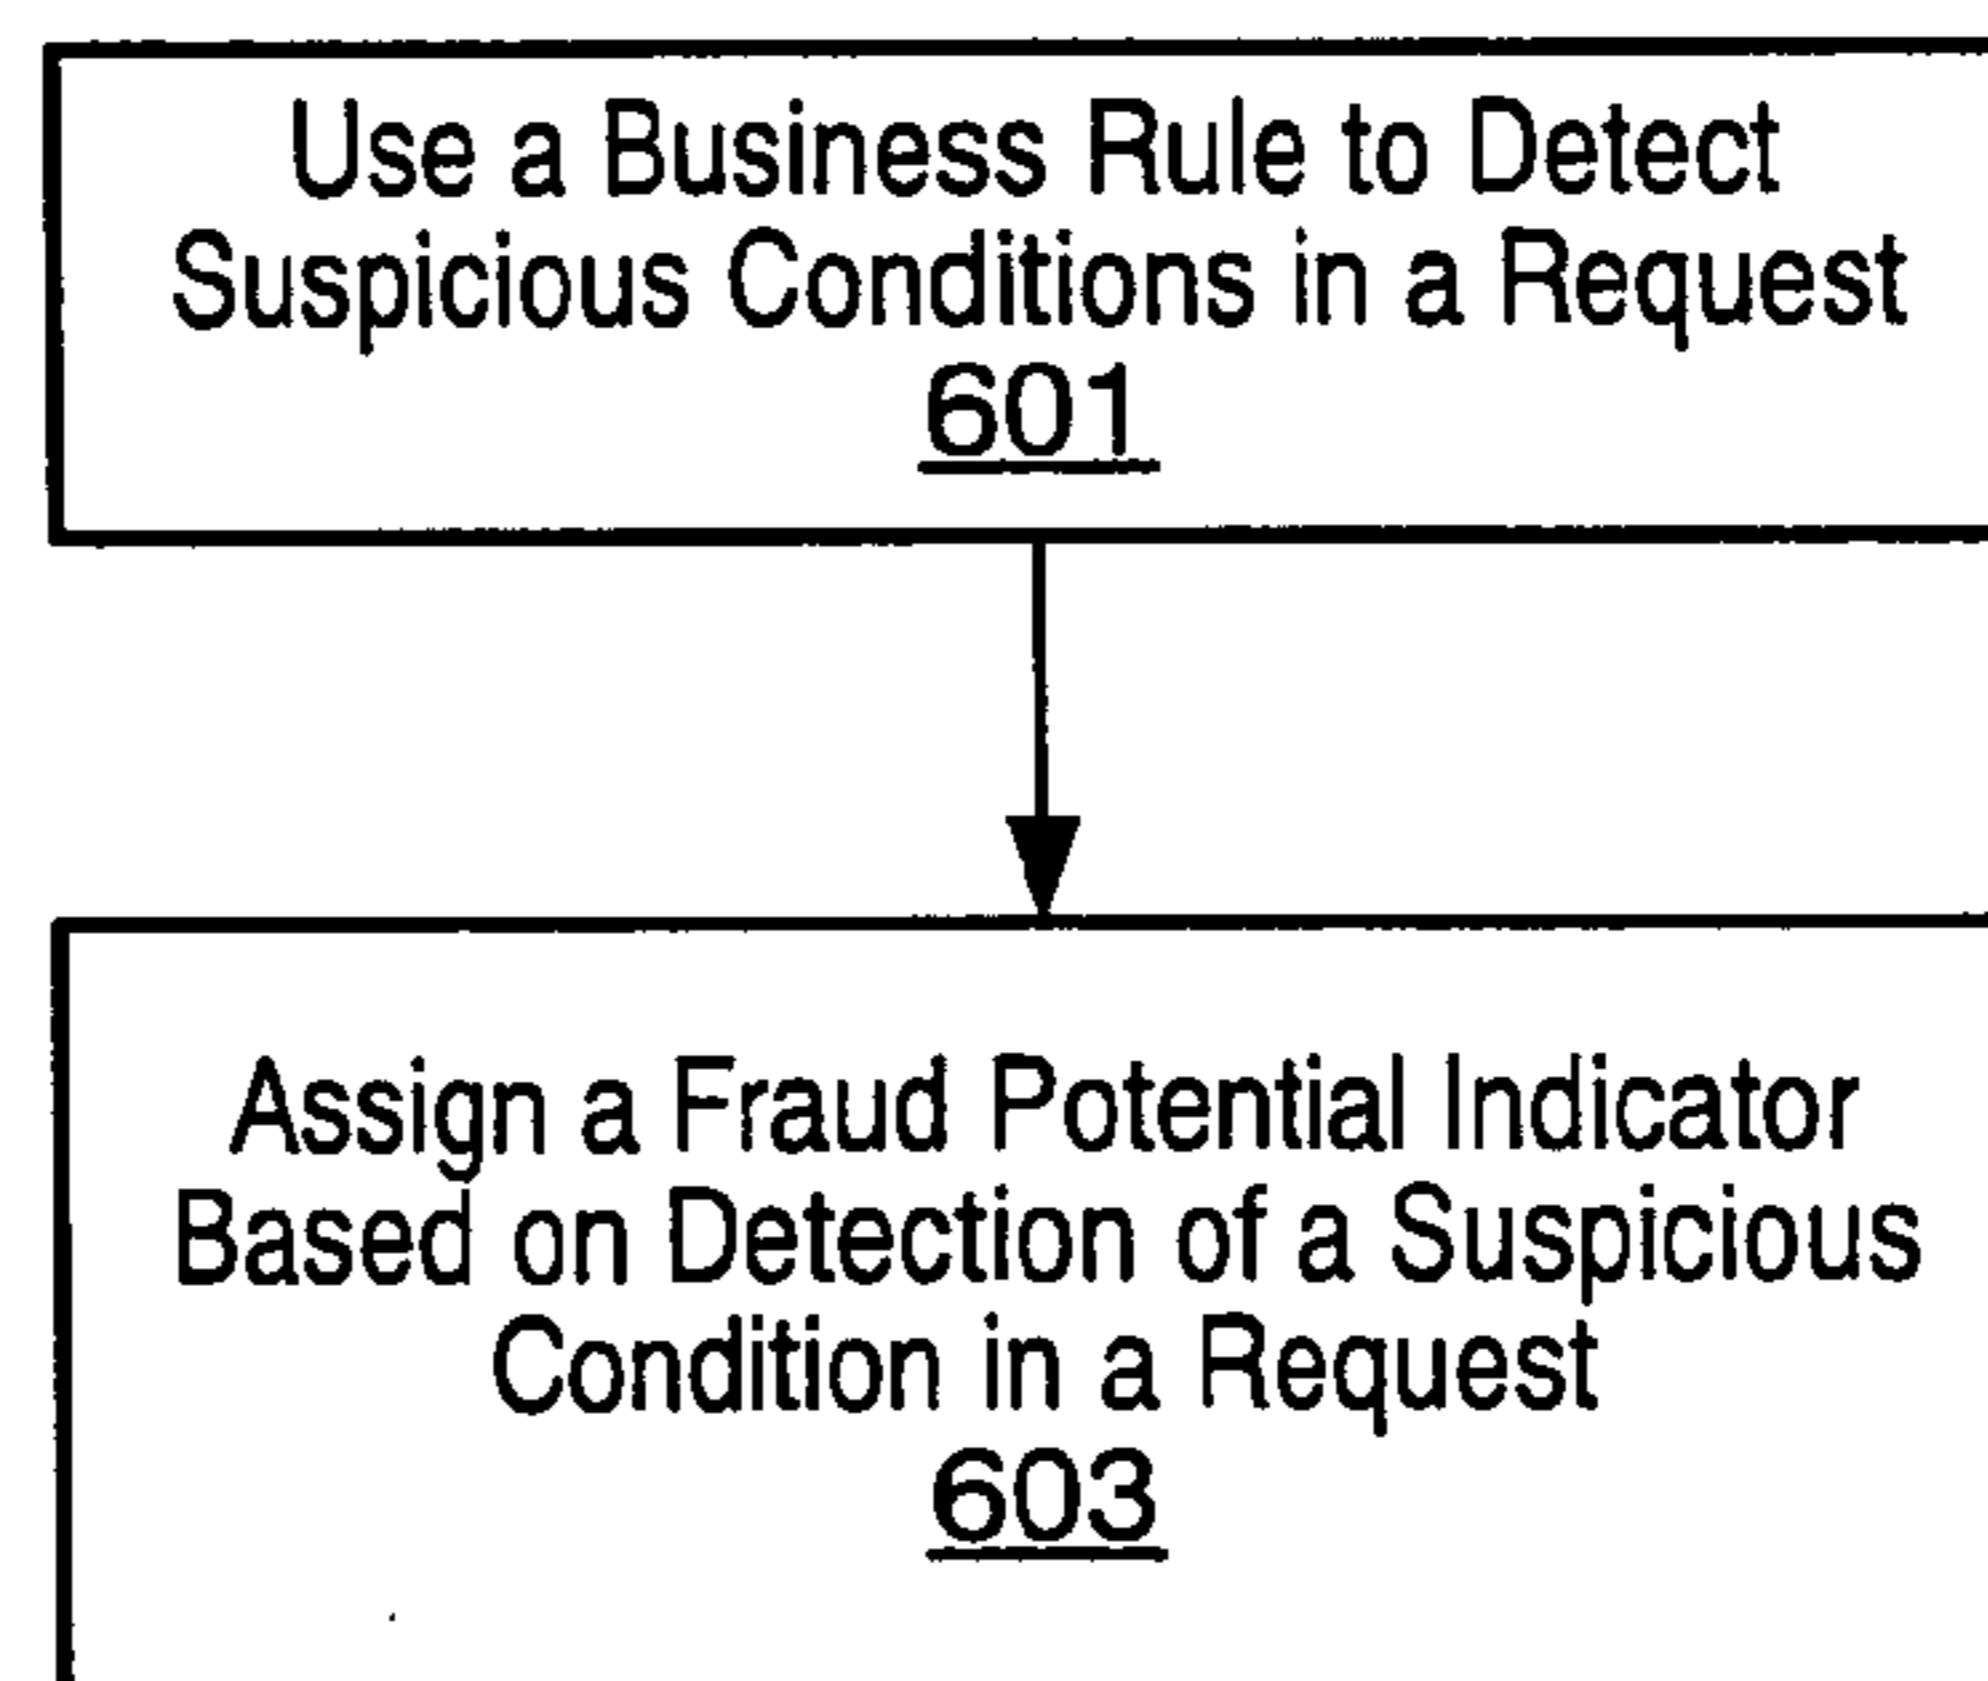 Use a Business Rule to Detect
Suspicious Conditions in a Request
601
Assign a Fraud Potential Indicator
Based on Detection of a Suspicious
Condition in a Request
603